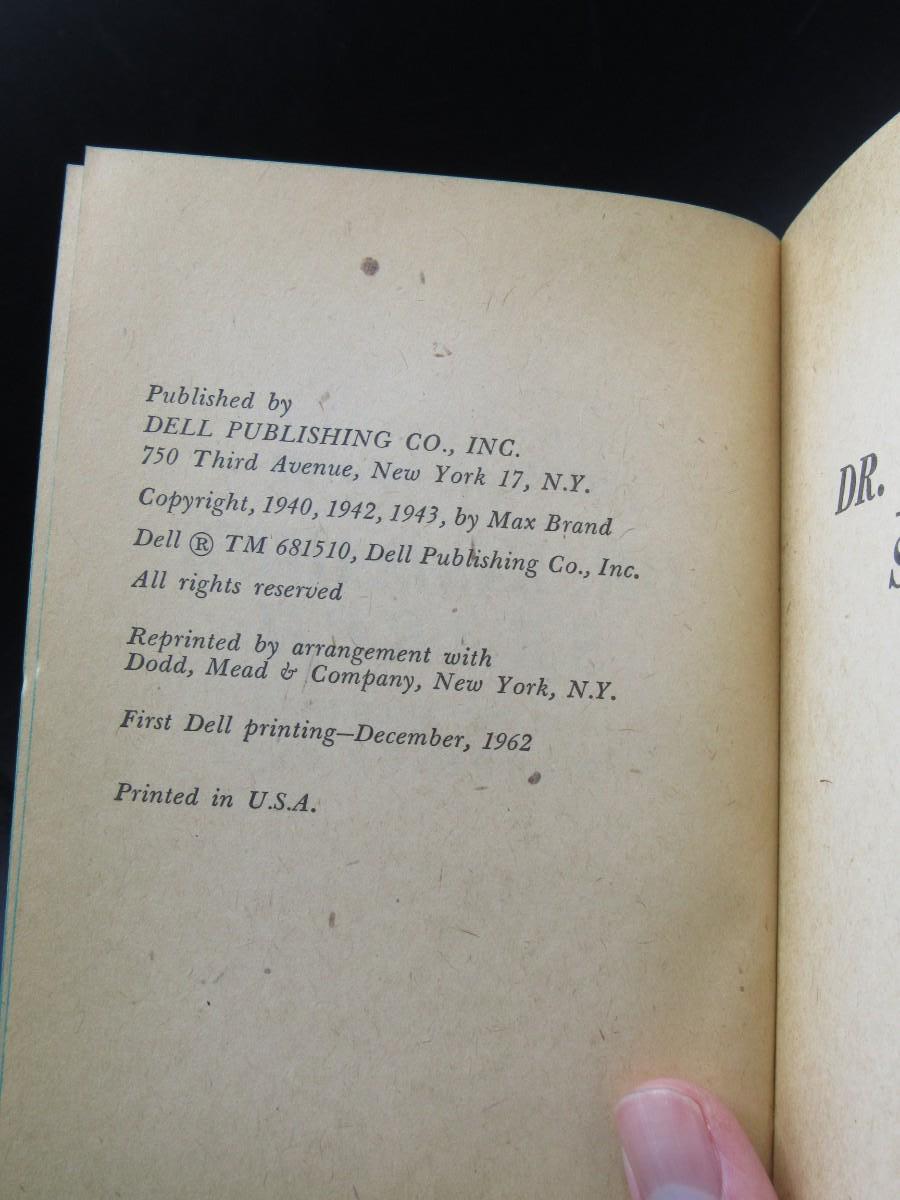 Published by
DELL PUBLISHING CO., INC.
750 Third Avenue, New York 17, N.Y.
Copyright, 1940, 1942, 1943, by Max Brand
Dell ® TM 681510, Dell Publishing Co., Inc.
All rights reserved
Reprinted by arrangement with
Dodd, Mead & Company, New York, N.Y.
First Dell printing—December, 1962
Printed in U.S.A.
DR.